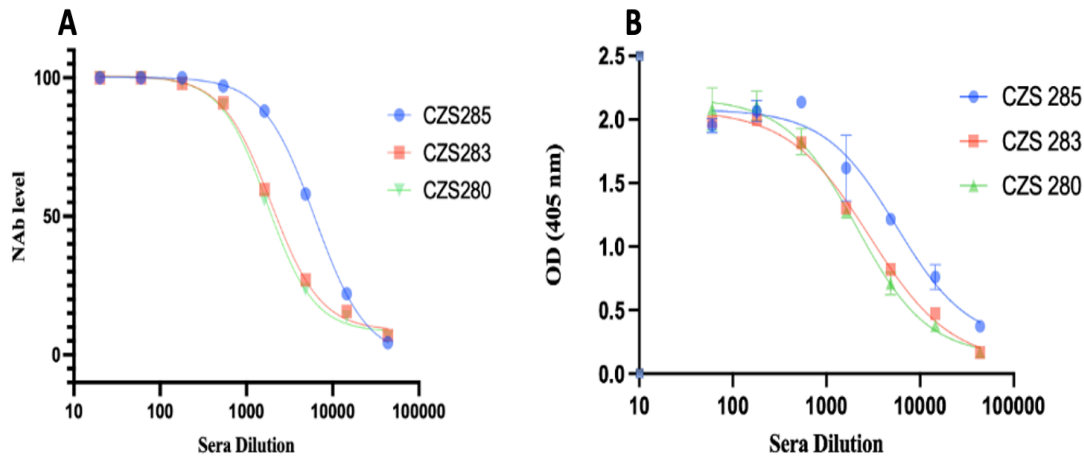 A
NAb level
100
50
0
10 100 1000 10000 100000
Sera Dilution
CZS285
CZS283
CZS280
B
OD (405 nm)
2.5
2.0
1.5
1.0
0.5
0.0
10 100 1000 10000 100000
Sera Dilution
CZS 285
CZS 283
CZS 280